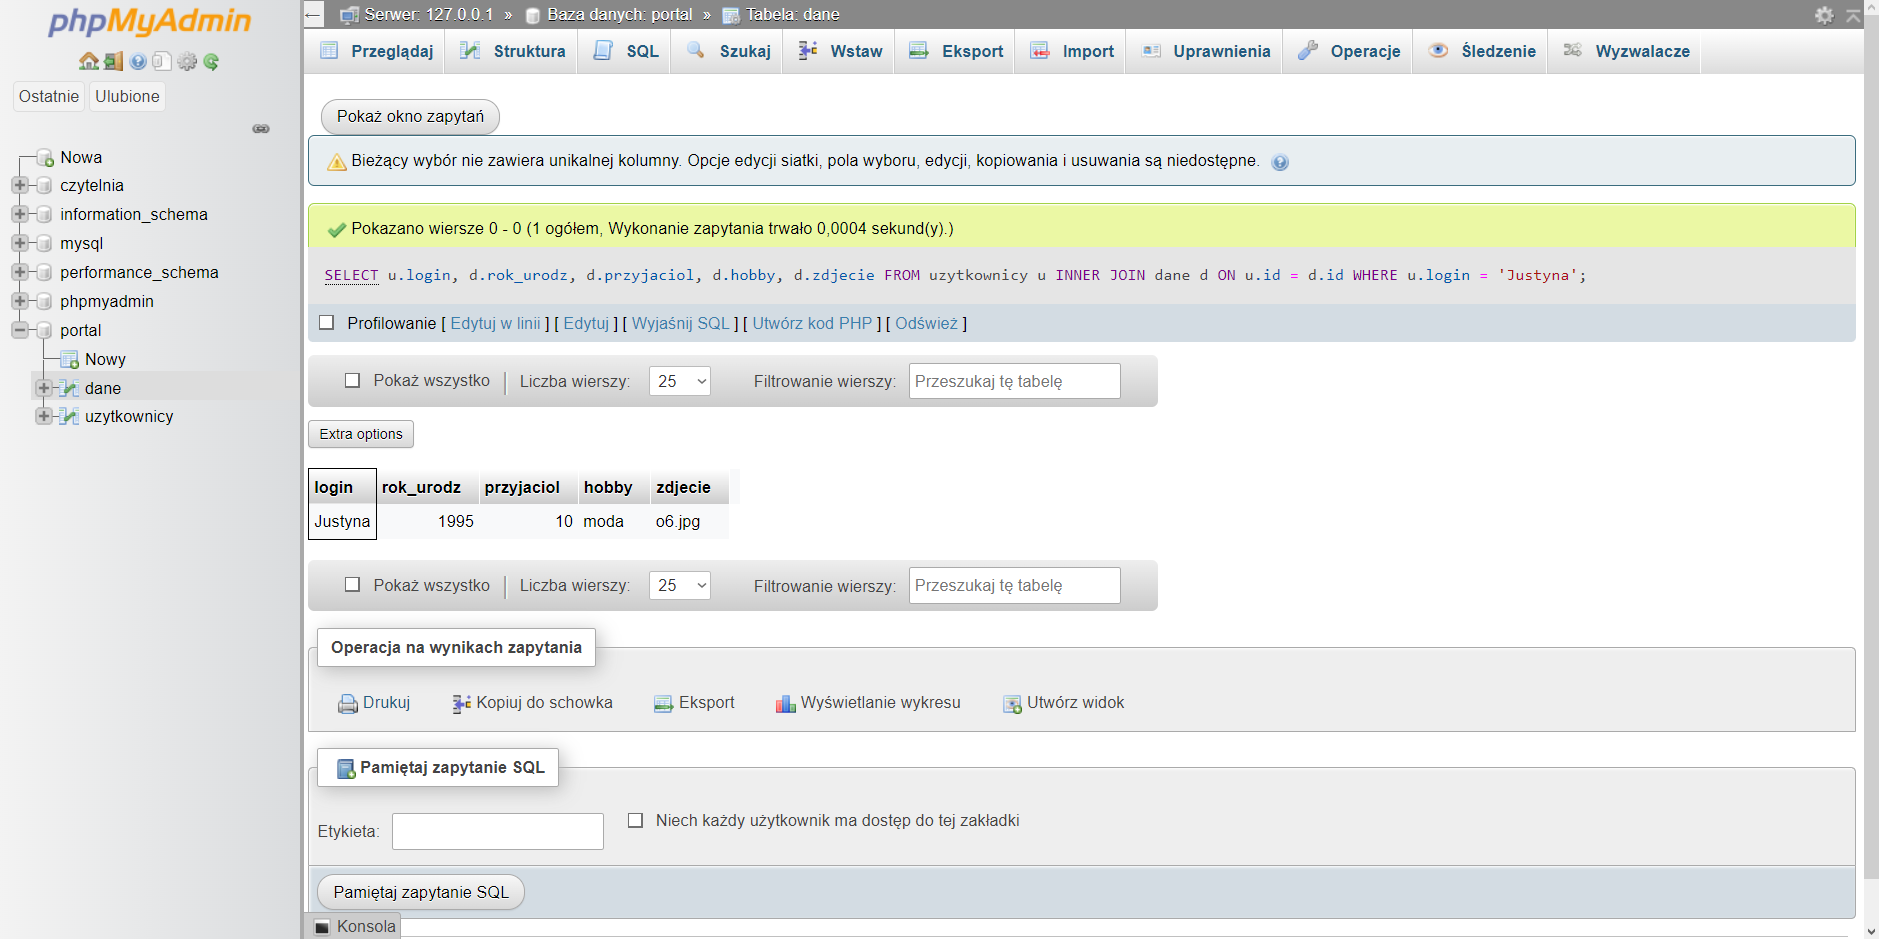 phpMyAdmin
Ostatnie Ulubione
Nowa
czytelnia
information_schema
mysql
performance_schema
phpmyadmin
portal
Nowy
dane
uzytkownicy
← Serwer: 127.0.0.1 » Baza danych: portal » Tabela: dane
Przeglądaj Struktura SQL Szukaj Wstaw Eksport Import Uprawnienia Operacje Śledzenie Wyzwalacze
Pokaż okno zapytań
Bieżący wybór nie zawiera unikalnej kolumny. Opcje edycji siatki, pola wyboru, edycji, kopiowania i usuwania są niedostępne.
Pokazano wiersze 0 - 0 (1 ogółem, Wykonanie zapytania trwało 0,0004 sekund(y).)
SELECT u.login, d.rok_urodz, d.przyjaciol, d.hobby, d.zdjecie FROM uzytkownicy u INNER JOIN dane d ON u.id = d.id WHERE u.login = 'Justyna';
Profilowanie [ Edytuj w linii ] [ Edytuj ] [ Wyjaśnij SQL ] [ Utwórz kod PHP ] [ Odśwież ]
Pokaż wszystko | Liczba wierszy: 25 Filtrowanie wierszy: Przeszukaj tę tabelę
Extra options
login rok_urodz przyjaciol hobby zdjecie
Justyna 1995 10 moda o6.jpg
Pokaż wszystko | Liczba wierszy: 25 Filtrowanie wierszy: Przeszukaj tę tabelę
Operacja na wynikach zapytania
Drukuj Kopiuj do schowka Eksport Wyświetlanie wykresu Utwórz widok
Pamiętaj zapytanie SQL
Etykieta: Niech każdy użytkownik ma dostęp do tej zakładki
Pamiętaj zapytanie SQL
Konsola